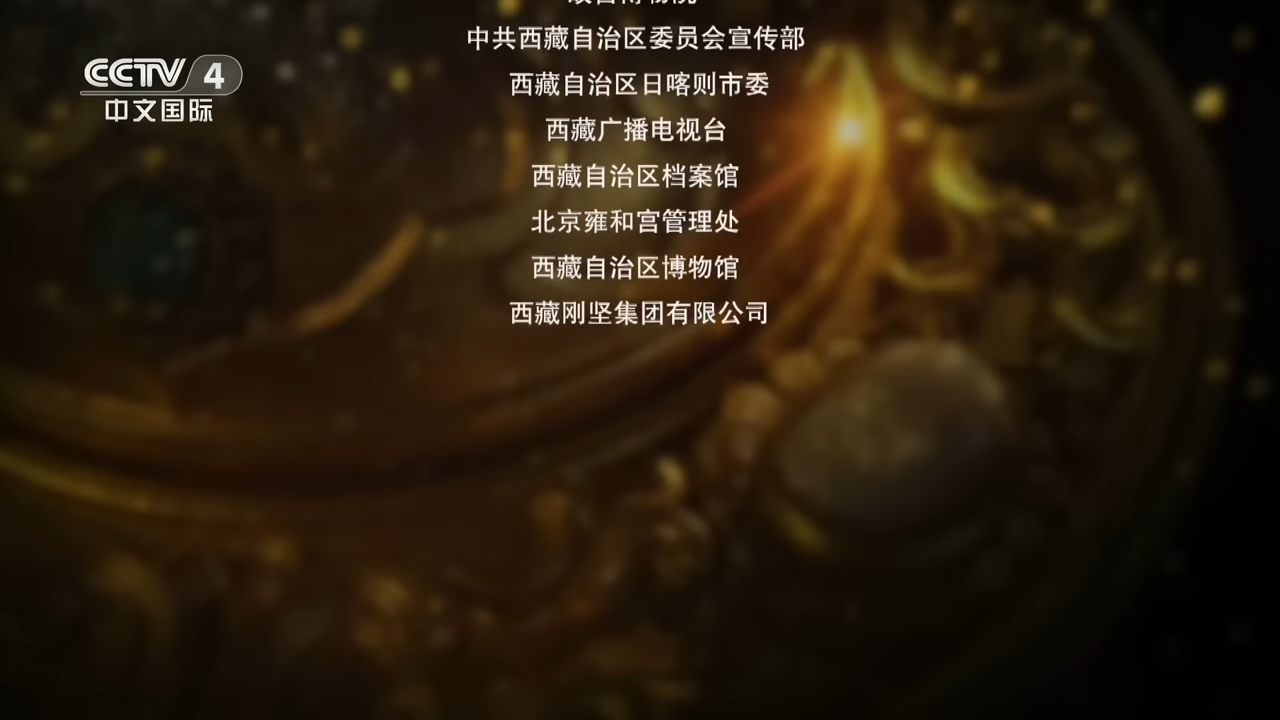 中共西藏自治区委员会宣传部
CCTV 4
中文国际
西藏自治区日喀则市委
西藏广播电视台
西藏自治区档案馆
北京雍和宫管理处
西藏自治区博物馆
西藏刚坚集团有限公司